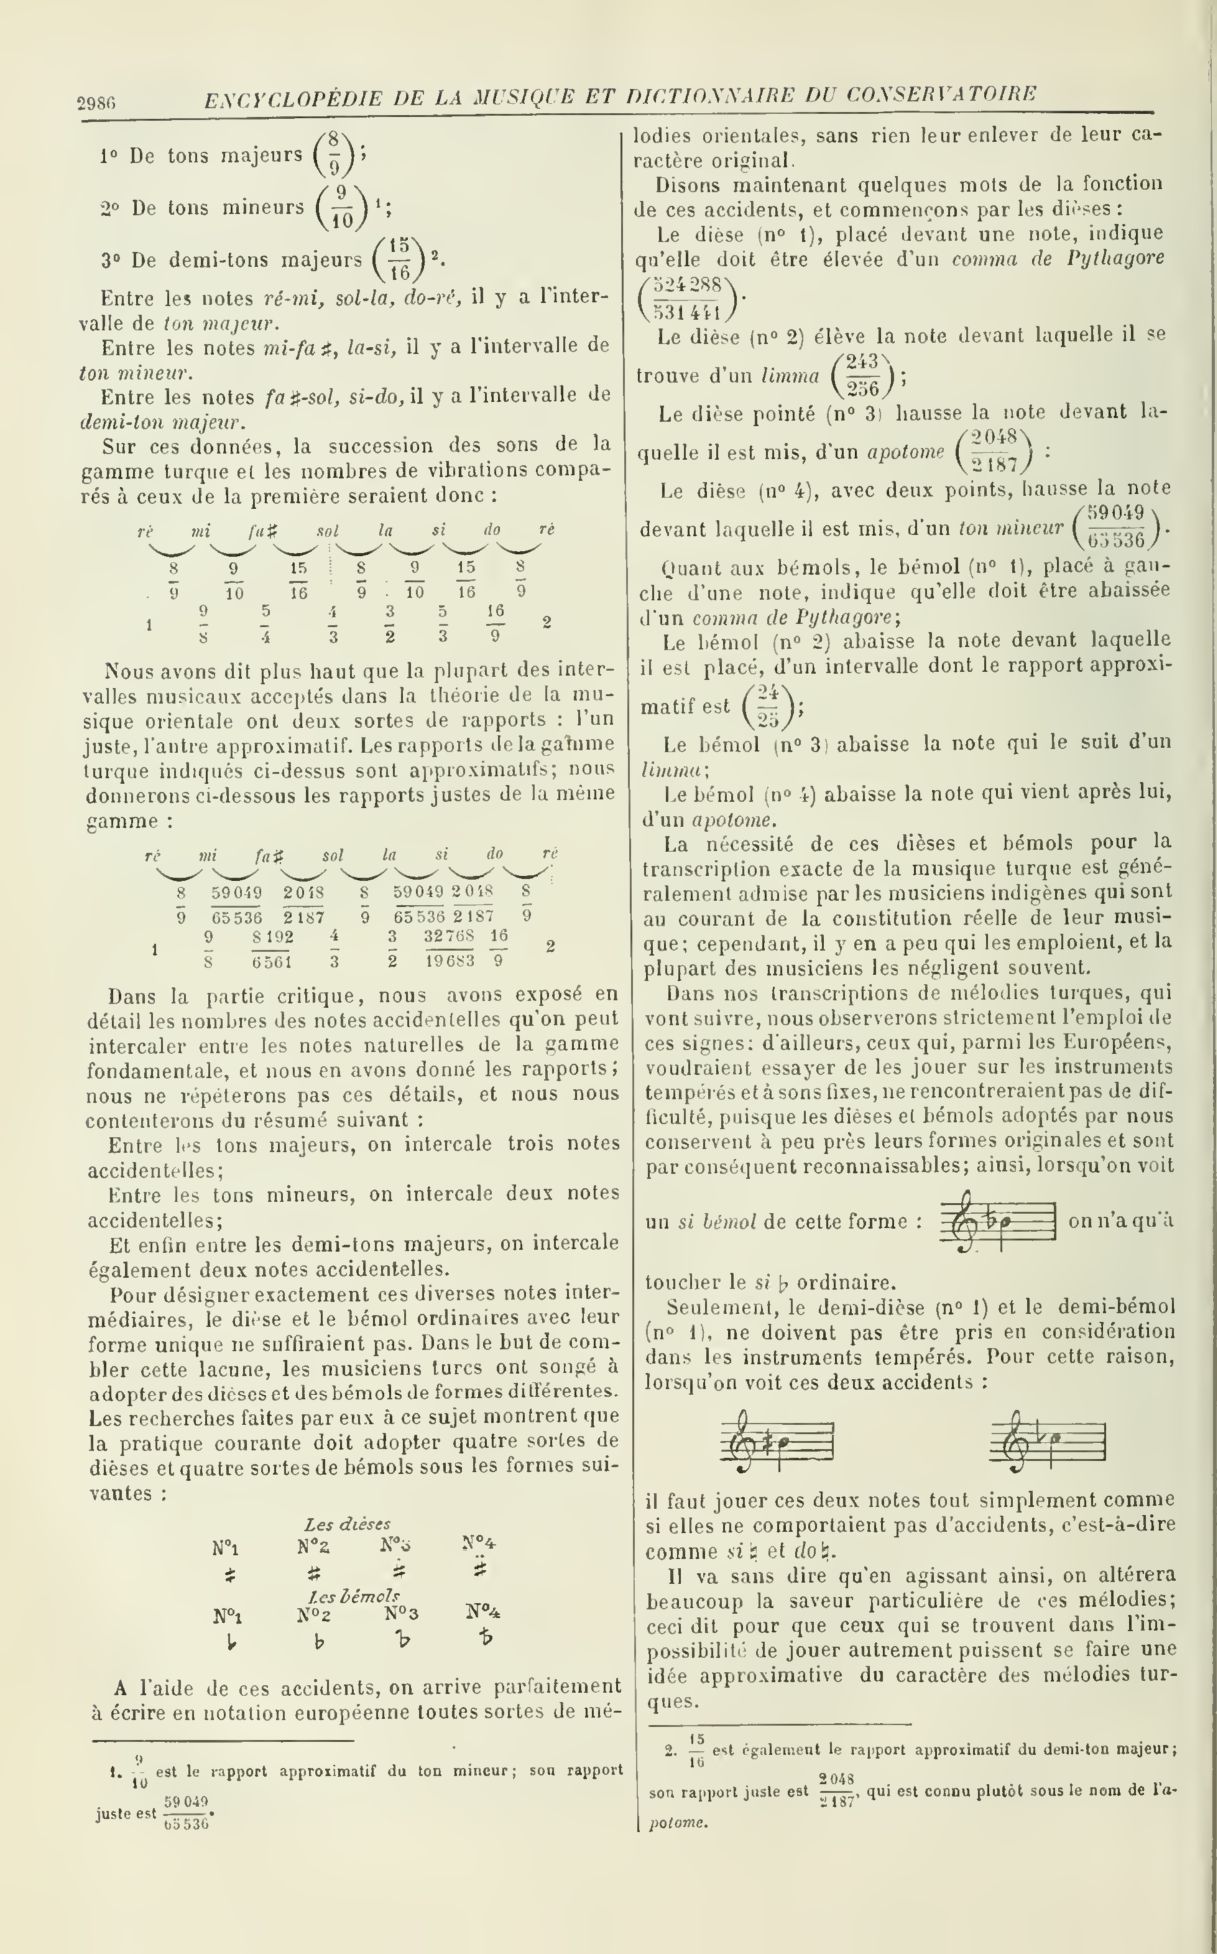 2986
ENCYCLOPÉDIE DE LA MUSIQUE ET DICTIONNAIRE DU CONSERVATOIRE
1º De tons majeurs (8/9);
2º De tons mineurs (9/10) ¹;
3º De demi-tons majeurs (15/16) ².
Entre les notes ré-mi, sol-la, do-ré, il y a l'inter-
valle de ton majeur.
Entre les notes mi-fa ♯, la-si, il y a l'intervalle de
ton mineur.
Entre les notes fa ♯-sol, si-do, il y a l'intervalle de
demi-ton majeur.
Sur ces données, la succession des sons de la
gamme turque et les nombres de vibrations compa-
rés à ceux de la première seraient donc :
ré mi fa♯ sol la si do ré
8/9 9/10 15/16 8/9 9/10 15/16 8/9
1 9/8 5/4 4/3 3/2 5/3 16/9 2
Nous avons dit plus haut que la plupart des inter-
valles musicaux acceptés dans la théorie de la mu-
sique orientale ont deux sortes de rapports : l'un
juste, l'autre approximatif. Les rapports de la gamme
turque indiqués ci-dessus sont approximatifs; nous
donnerons ci-dessous les rapports justes de la même
gamme :
ré mi fa♯ sol la si do ré
8/9 59049/65536 2048/2187 8/9 59049/65536 2048/2187 8/9
1 9/8 8192/6561 4/3 3/2 32768/19683 16/9 2
Dans la partie critique, nous avons exposé en
détail les nombres des notes accidentelles qu'on peut
intercaler entre les notes naturelles de la gamme
fondamentale, et nous en avons donné les rapports;
nous ne répéterons pas ces détails, et nous nous
contenterons du résumé suivant :
Entre les tons majeurs, on intercale trois notes
accidentelles;
Entre les tons mineurs, on intercale deux notes
accidentelles;
Et enfin entre les demi-tons majeurs, on intercale
également deux notes accidentelles.
Pour désigner exactement ces diverses notes inter-
médiaires, le dièse et le bémol ordinaires avec leur
forme unique ne suffiraient pas. Dans le but de com-
bler cette lacune, les musiciens turcs ont songé à
adopter des dièses et des bémols de formes différentes.
Les recherches faites par eux à ce sujet montrent que
la pratique courante doit adopter quatre sortes de
dièses et quatre sortes de bémols sous les formes sui-
vantes :
Les dièses
Nº1 Nº2 Nº3 Nº4
Les bémols
Nº1 Nº2 Nº3 Nº4
A l'aide de ces accidents, on arrive parfaitement
à écrire en notation européenne toutes sortes de mé-
1. 9/10 est le rapport approximatif du ton mineur; son rapport
juste est 59049/65536.
lodies orientales, sans rien leur enlever de leur ca-
ractère original.
Disons maintenant quelques mots de la fonction
de ces accidents, et commençons par les dièses :
Le dièse (nº 1), placé devant une note, indique
qu'elle doit être élevée d'un comma de Pythagore
(524288/531441).
Le dièse (nº 2) élève la note devant laquelle il se
trouve d'un limma (243/256);
Le dièse pointé (nº 3) hausse la note devant la-
quelle il est mis, d'un apotome (2048/2187) :
Le dièse (nº 4), avec deux points, hausse la note
devant laquelle il est mis, d'un ton mineur (59049/65536).
Quant aux bémols, le bémol (nº 1), placé à gau-
che d'une note, indique qu'elle doit être abaissée
d'un comma de Pythagore;
Le bémol (nº 2) abaisse la note devant laquelle
il est placé, d'un intervalle dont le rapport approxi-
matif est (24/25);
Le bémol (nº 3) abaisse la note qui le suit d'un
limma;
Le bémol (nº 4) abaisse la note qui vient après lui,
d'un apotome.
La nécessité de ces dièses et bémols pour la
transcription exacte de la musique turque est géné-
ralement admise par les musiciens indigènes qui sont
au courant de la constitution réelle de leur musi-
que; cependant, il y en a peu qui les emploient, et la
plupart des musiciens les négligent souvent.
Dans nos transcriptions de mélodies turques, qui
vont suivre, nous observerons strictement l'emploi de
ces signes: d'ailleurs, ceux qui, parmi les Européens,
voudraient essayer de les jouer sur les instruments
tempérés et à sons fixes, ne rencontreraient pas de dif-
ficulté, puisque les dièses et bémols adoptés par nous
conservent à peu près leurs formes originales et sont
par conséquent reconnaissables; ainsi, lorsqu'on voit
un si bémol de cette forme : on n'a qu'à
toucher le si ♭ ordinaire.
Seulement, le demi-dièse (nº 1) et le demi-bémol
(nº 1), ne doivent pas être pris en considération
dans les instruments tempérés. Pour cette raison,
lorsqu'on voit ces deux accidents :
il faut jouer ces deux notes tout simplement comme
si elles ne comportaient pas d'accidents, c'est-à-dire
comme si ♮ et do ♮.
Il va sans dire qu'en agissant ainsi, on altérera
beaucoup la saveur particulière de ces mélodies;
ceci dit pour que ceux qui se trouvent dans l'im-
possibilité de jouer autrement puissent se faire une
idée approximative du caractère des mélodies tur-
ques.
2. 15/16 est également le rapport approximatif du demi-ton majeur;
son rapport juste est 2048/2187, qui est connu plutôt sous le nom de l'a-
potome.